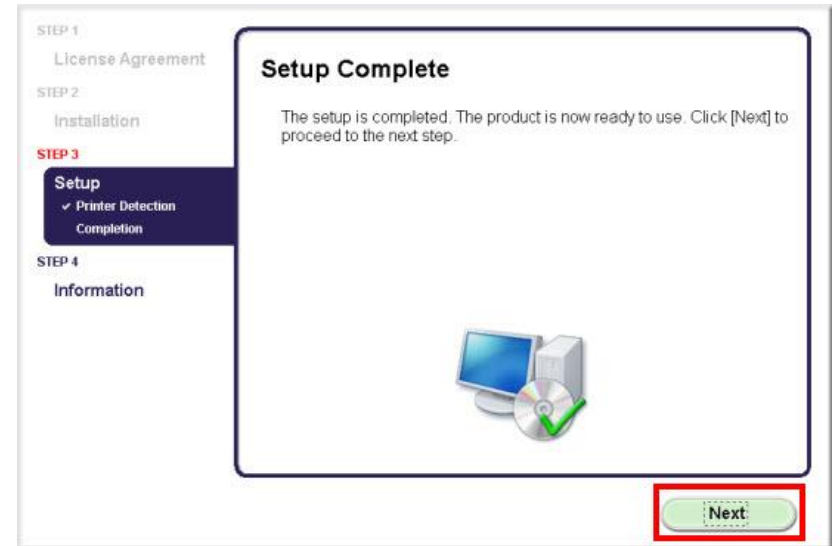 STEP 1
License Agreement
STEP 2
Installation
STEP 3
Setup
✓ Printer Detection
Completion
STEP 4
Information
Setup Complete
The setup is completed. The product is now ready to use. Click [Next] to
proceed to the next step.
Next